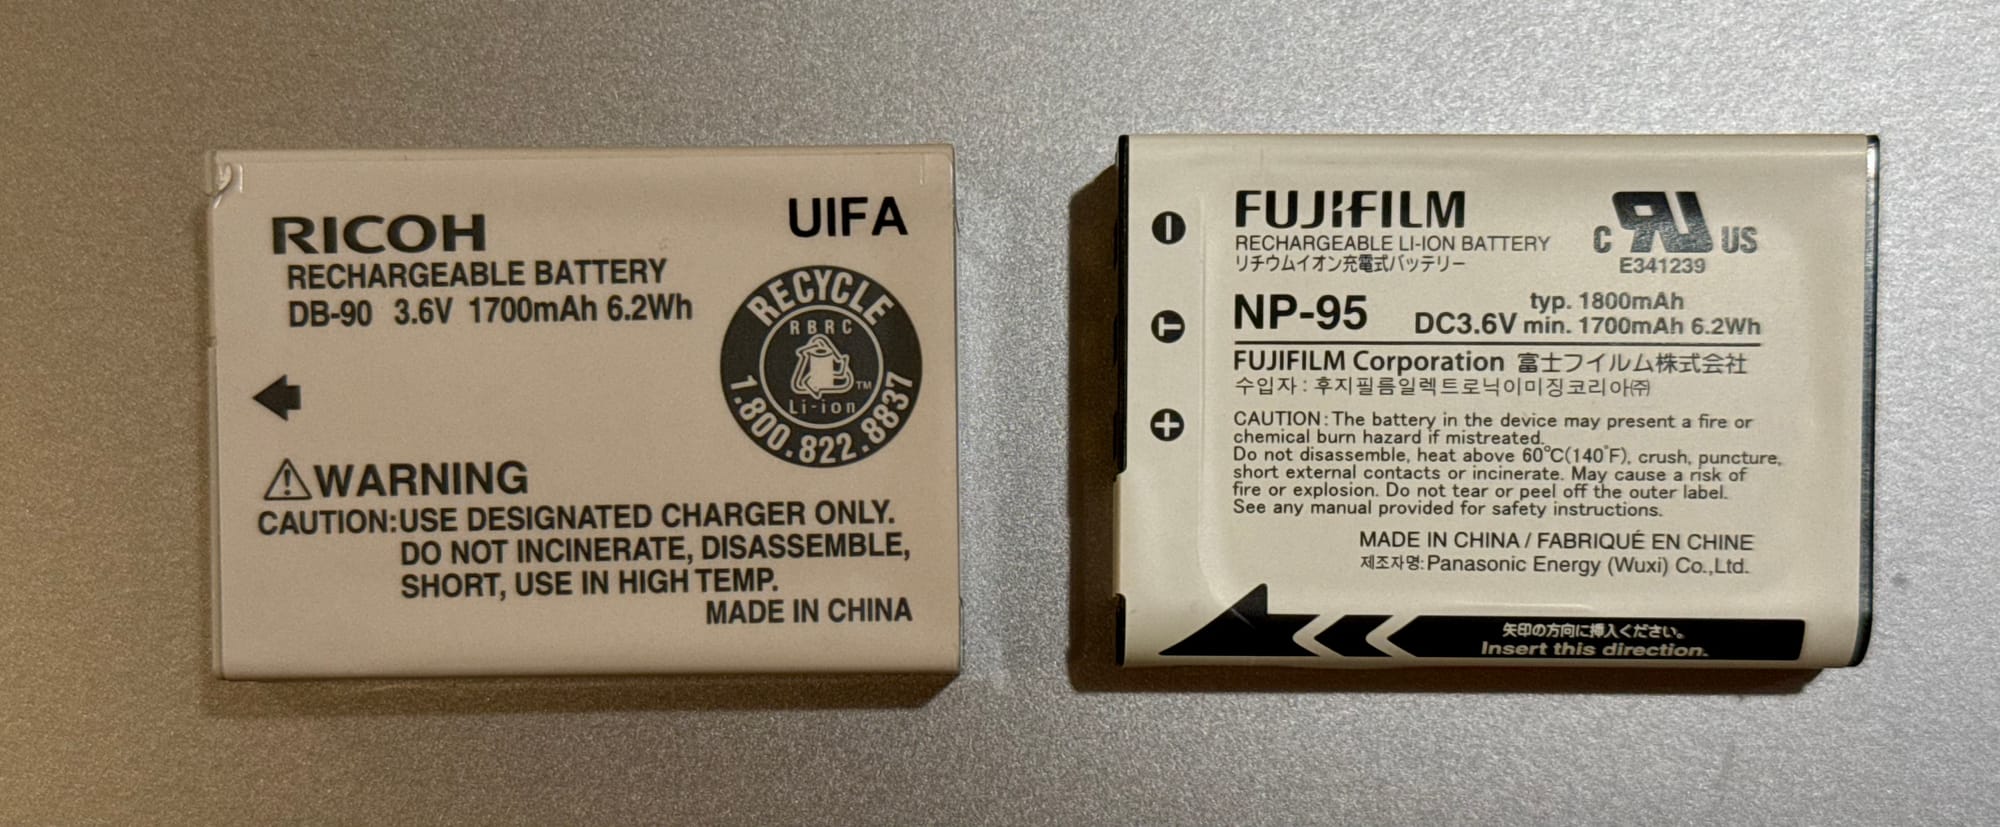 RICOH
UIFA
RECHARGEABLE BATTERY
DB-90 3.6V 1700mAh 6.2Wh
RECYCLE
RBRC
TM
Li-ion
1.800.822.8837
WARNING
CAUTION:USE DESIGNATED CHARGER ONLY.
DO NOT INCINERATE, DISASSEMBLE,
SHORT, USE IN HIGH TEMP.
MADE IN CHINA
FUJIFILM
RECHARGEABLE LI-ION BATTERY
リチウムイオン充電式バッテリー
C RU US
E341239
NP-95
typ. 1800mAh
DC3.6V min. 1700mAh 6.2Wh
FUJIFILM Corporation 富士フイルム株式会社
수입자 : 후지필름일렉트로닉이미징코리아㈜
CAUTION : The battery in the device may present a fire or
chemical burn hazard if mistreated.
Do not disassemble, heat above 60℃(140°F), crush, puncture,
short external contacts or incinerate. May cause a risk of
fire or explosion. Do not tear or peel off the outer label.
See any manual provided for safety instructions.
MADE IN CHINA / FABRIQUÉ EN CHINE
제조자명: Panasonic Energy (Wuxi) Co.,Ltd.
矢印の方向に挿入ください。
Insert this direction.
− T +